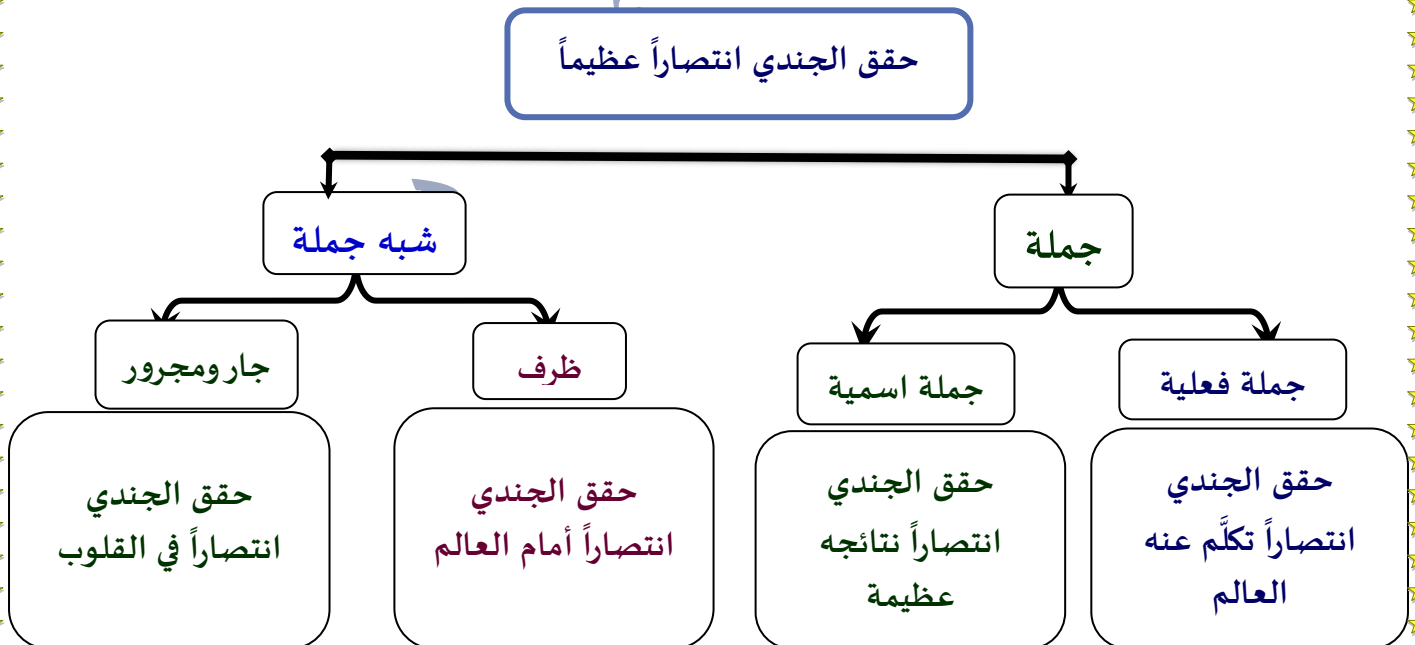 حقق الجندي انتصاراً عظيماً
جملة
شبه جملة
جملة فعلية
جملة اسمية
ظرف
جار ومجرور
حقق الجندي
انتصاراً تكلَّم عنه
العالم
حقق الجندي
انتصاراً نتائجه
عظيمة
حقق الجندي
انتصاراً أمام العالم
حقق الجندي
انتصاراً في القلوب